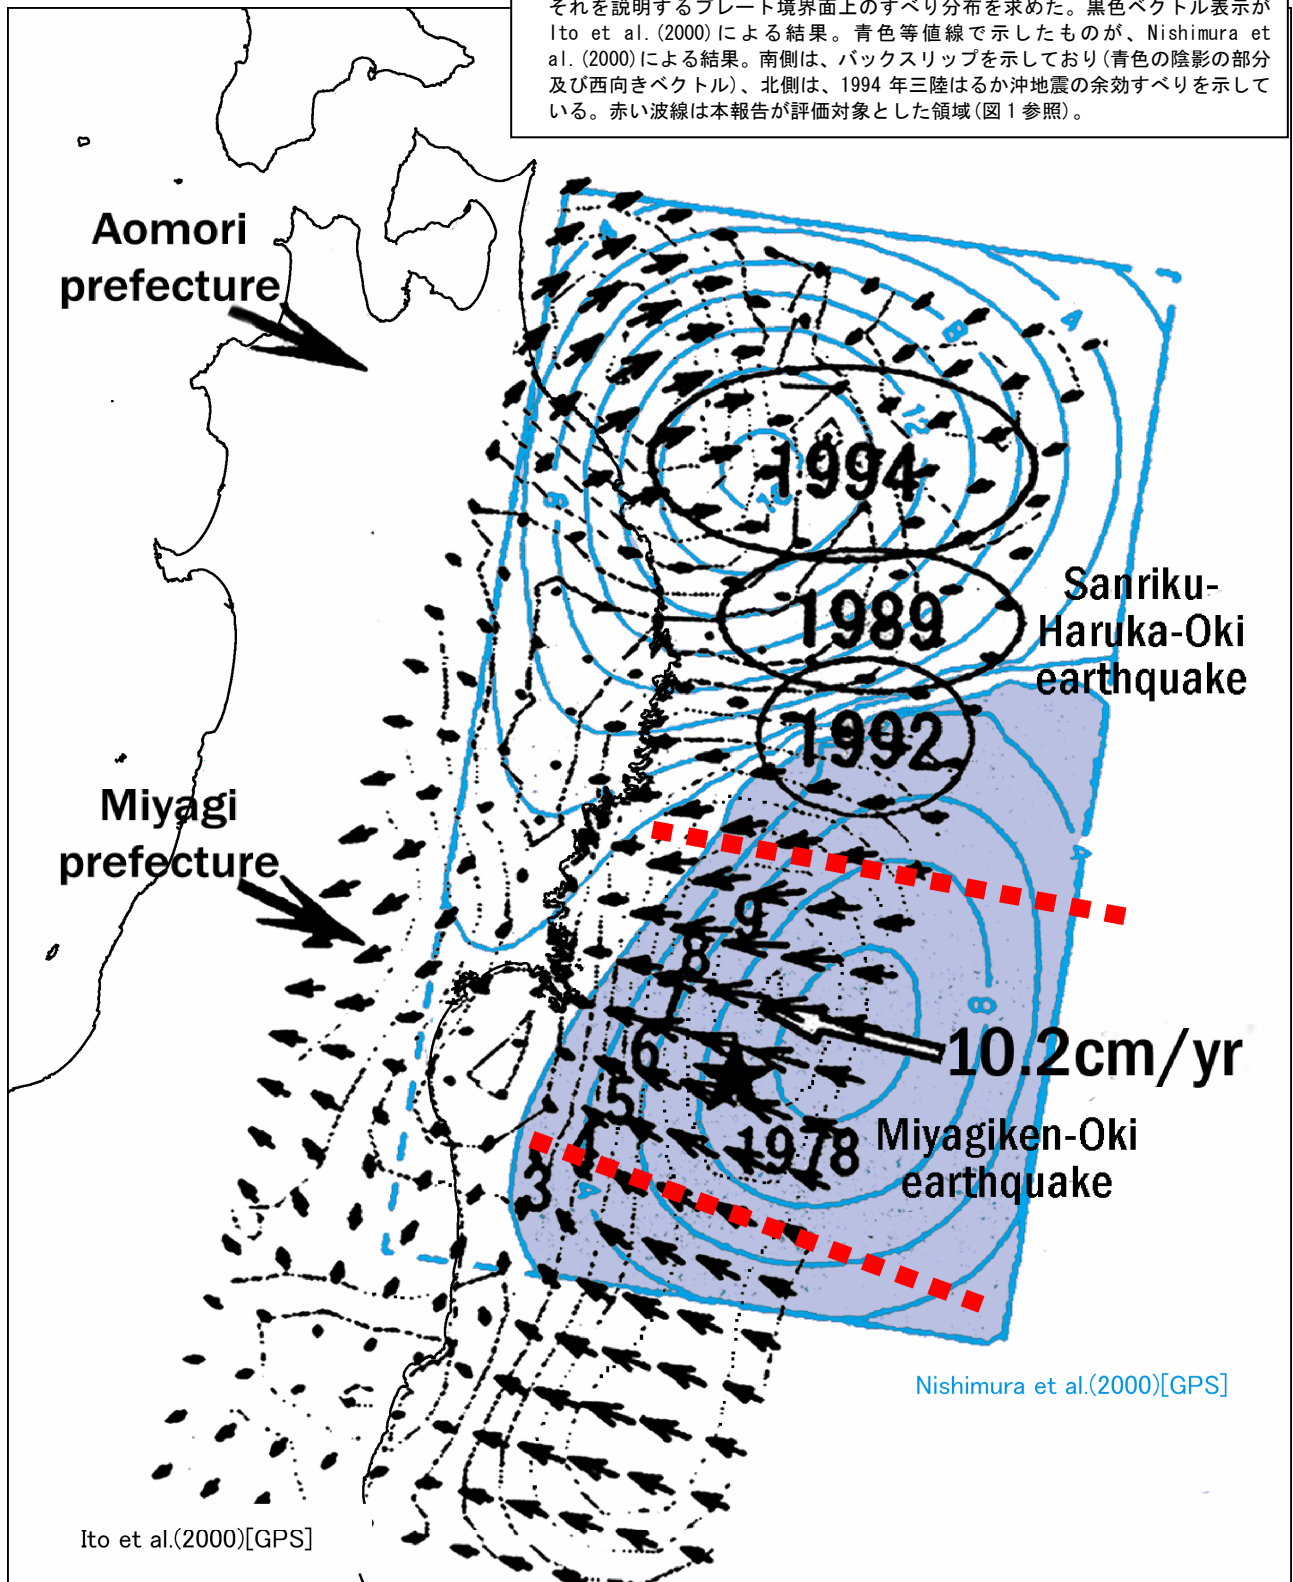 それを説明するプレート境界面上のすべり分布を求めた。黒色ベクトル表示が
Ito et al.(2000)による結果。青色等値線で示したものが、Nishimura et
al.(2000)による結果。南側は、バックスリップを示しており(青色の陰影の部分
及び西向きベクトル)、北側は、1994 年三陸はるか沖地震の余効すべりを示して
いる。赤い波線は本報告が評価対象とした領域(図1参照)。
Aomori
prefecture
4
8
12
1994
8
1989
Sanriku-
Haruka-Oki
earthquake
1992
Miyagi
prefecture
4
9
8
7
8
6
10.2cm/yr
5
1978
Miyagiken-Oki
earthquake
4
3
4
Nishimura et al.(2000)[GPS]
Ito et al.(2000)[GPS]